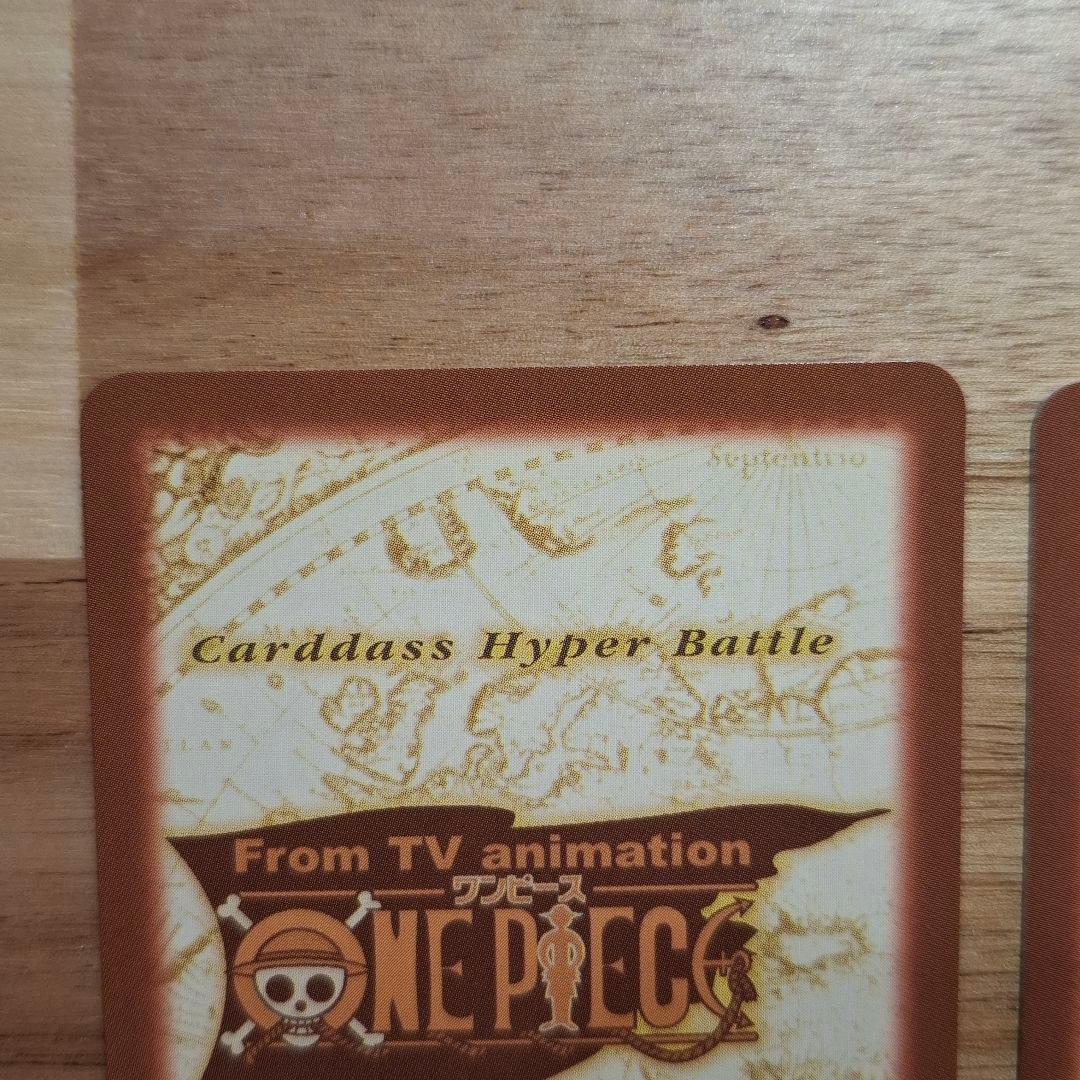 Septentrio
Carddass Hyper Battle
From TV animation
ワンピース
ONE PIECE